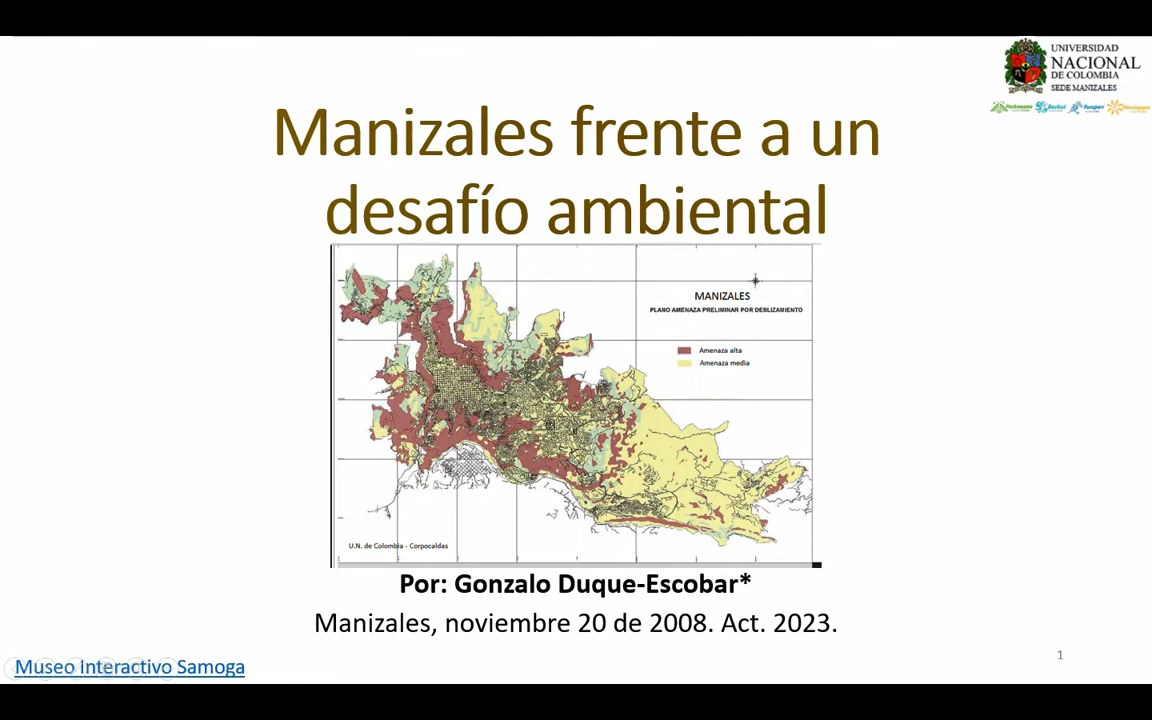 UNIVERSIDAD
NACIONAL
DE COLOMBIA
SEDE MANIZALES
Manizales frente a un
desafío ambiental
MANIZALES
PLANO AMENAZA PRELIMINAR POR DESLIZAMIENTO
Amenaza alta
Amenaza media
U.N. de Colombia - Corpocaldas
Por: Gonzalo Duque-Escobar*
Manizales, noviembre 20 de 2008. Act. 2023.
1
Museo Interactivo Samoga